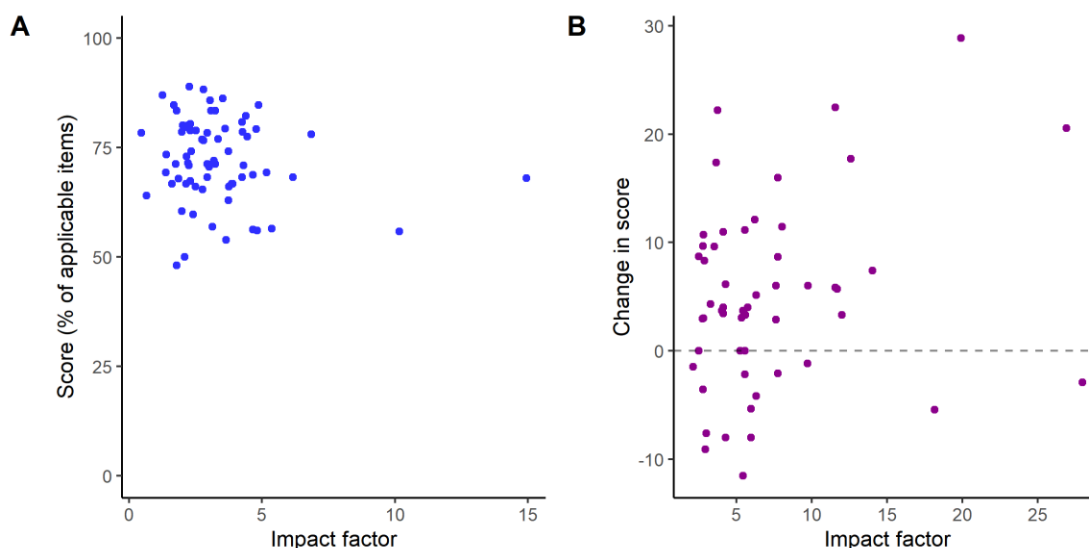 A
Score (% of applicable items)
100
75
50
25
0
0 5 10 15
Impact factor
B
Change in score
30
20
10
0
-10
5 10 15 20 25
Impact factor